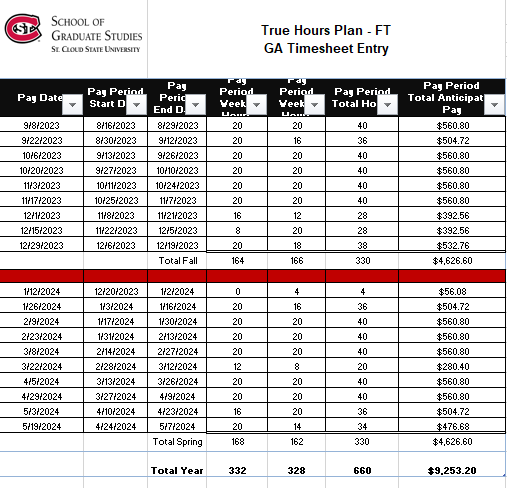 SCHOOL OF
GRADUATE STUDIES
ST. CLOUD STATE UNIVERSITY
True Hours Plan - FT
GA Timesheet Entry
Pay Date Pay Period Start D Pay Perio End D Pay Period Week Hours Pay Period Week Hours Pay Period Total Ho Pay Period Total Anticipat Pay
9/8/2023 8/16/2023 8/29/2023 20 20 40 $560.80
9/22/2023 8/30/2023 9/12/2023 20 16 36 $504.72
10/6/2023 9/13/2023 9/26/2023 20 20 40 $560.80
10/20/2023 9/27/2023 10/10/2023 20 20 40 $560.80
11/3/2023 10/11/2023 10/24/2023 20 20 40 $560.80
11/17/2023 10/25/2023 11/7/2023 20 20 40 $560.80
12/1/2023 11/8/2023 11/21/2023 16 12 28 $392.56
12/15/2023 11/22/2023 12/5/2023 8 20 28 $392.56
12/29/2023 12/6/2023 12/19/2023 20 18 38 $532.76
Total Fall 164 166 330 $4,626.60
1/12/2024 12/20/2023 1/2/2024 0 4 4 $56.08
1/26/2024 1/3/2024 1/16/2024 20 16 36 $504.72
2/9/2024 1/17/2024 1/30/2024 20 20 40 $560.80
2/23/2024 1/31/2024 2/13/2024 20 20 40 $560.80
3/8/2024 2/14/2024 2/27/2024 20 20 40 $560.80
3/22/2024 2/28/2024 3/12/2024 12 8 20 $280.40
4/5/2024 3/13/2024 3/26/2024 20 20 40 $560.80
4/29/2024 3/27/2024 4/9/2024 20 20 40 $560.80
5/3/2024 4/10/2024 4/23/2024 16 20 36 $504.72
5/19/2024 4/24/2024 5/7/2024 20 14 34 $476.68
Total Spring 168 162 330 $4,626.60
Total Year 332 328 660 $9,253.20